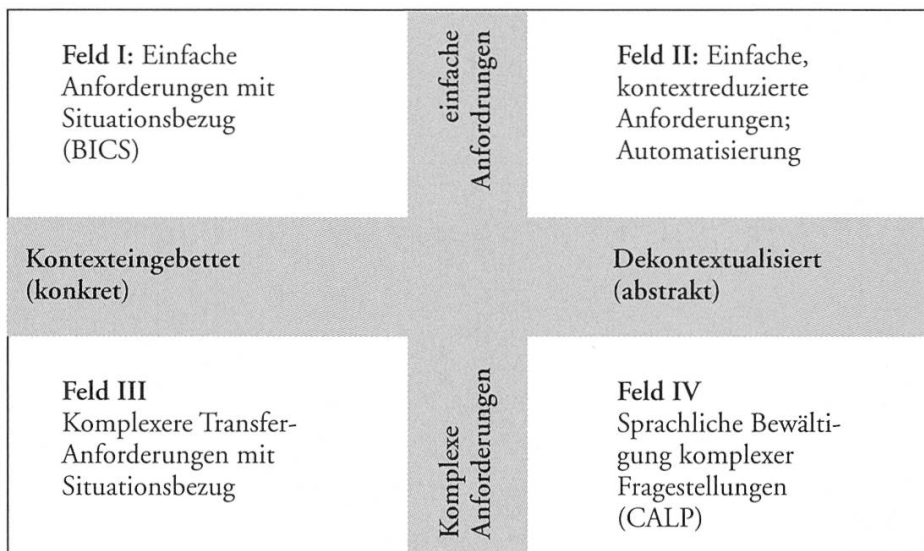 Feld I: Einfache
Anforderungen mit
Situationsbezug
(BICS)
einfache
Anfordrungen
Feld II: Einfache,
kontextreduzierte
Anforderungen;
Automatisierung
Kontexteingebettet
(konkret)
Dekontextualisiert
(abstrakt)
Feld III
Komplexere Transfer-
Anforderungen mit
Situationsbezug
Komplexe
Anforderungen
Feld IV
Sprachliche Bewälti-
gung komplexer
Fragestellungen
(CALP)